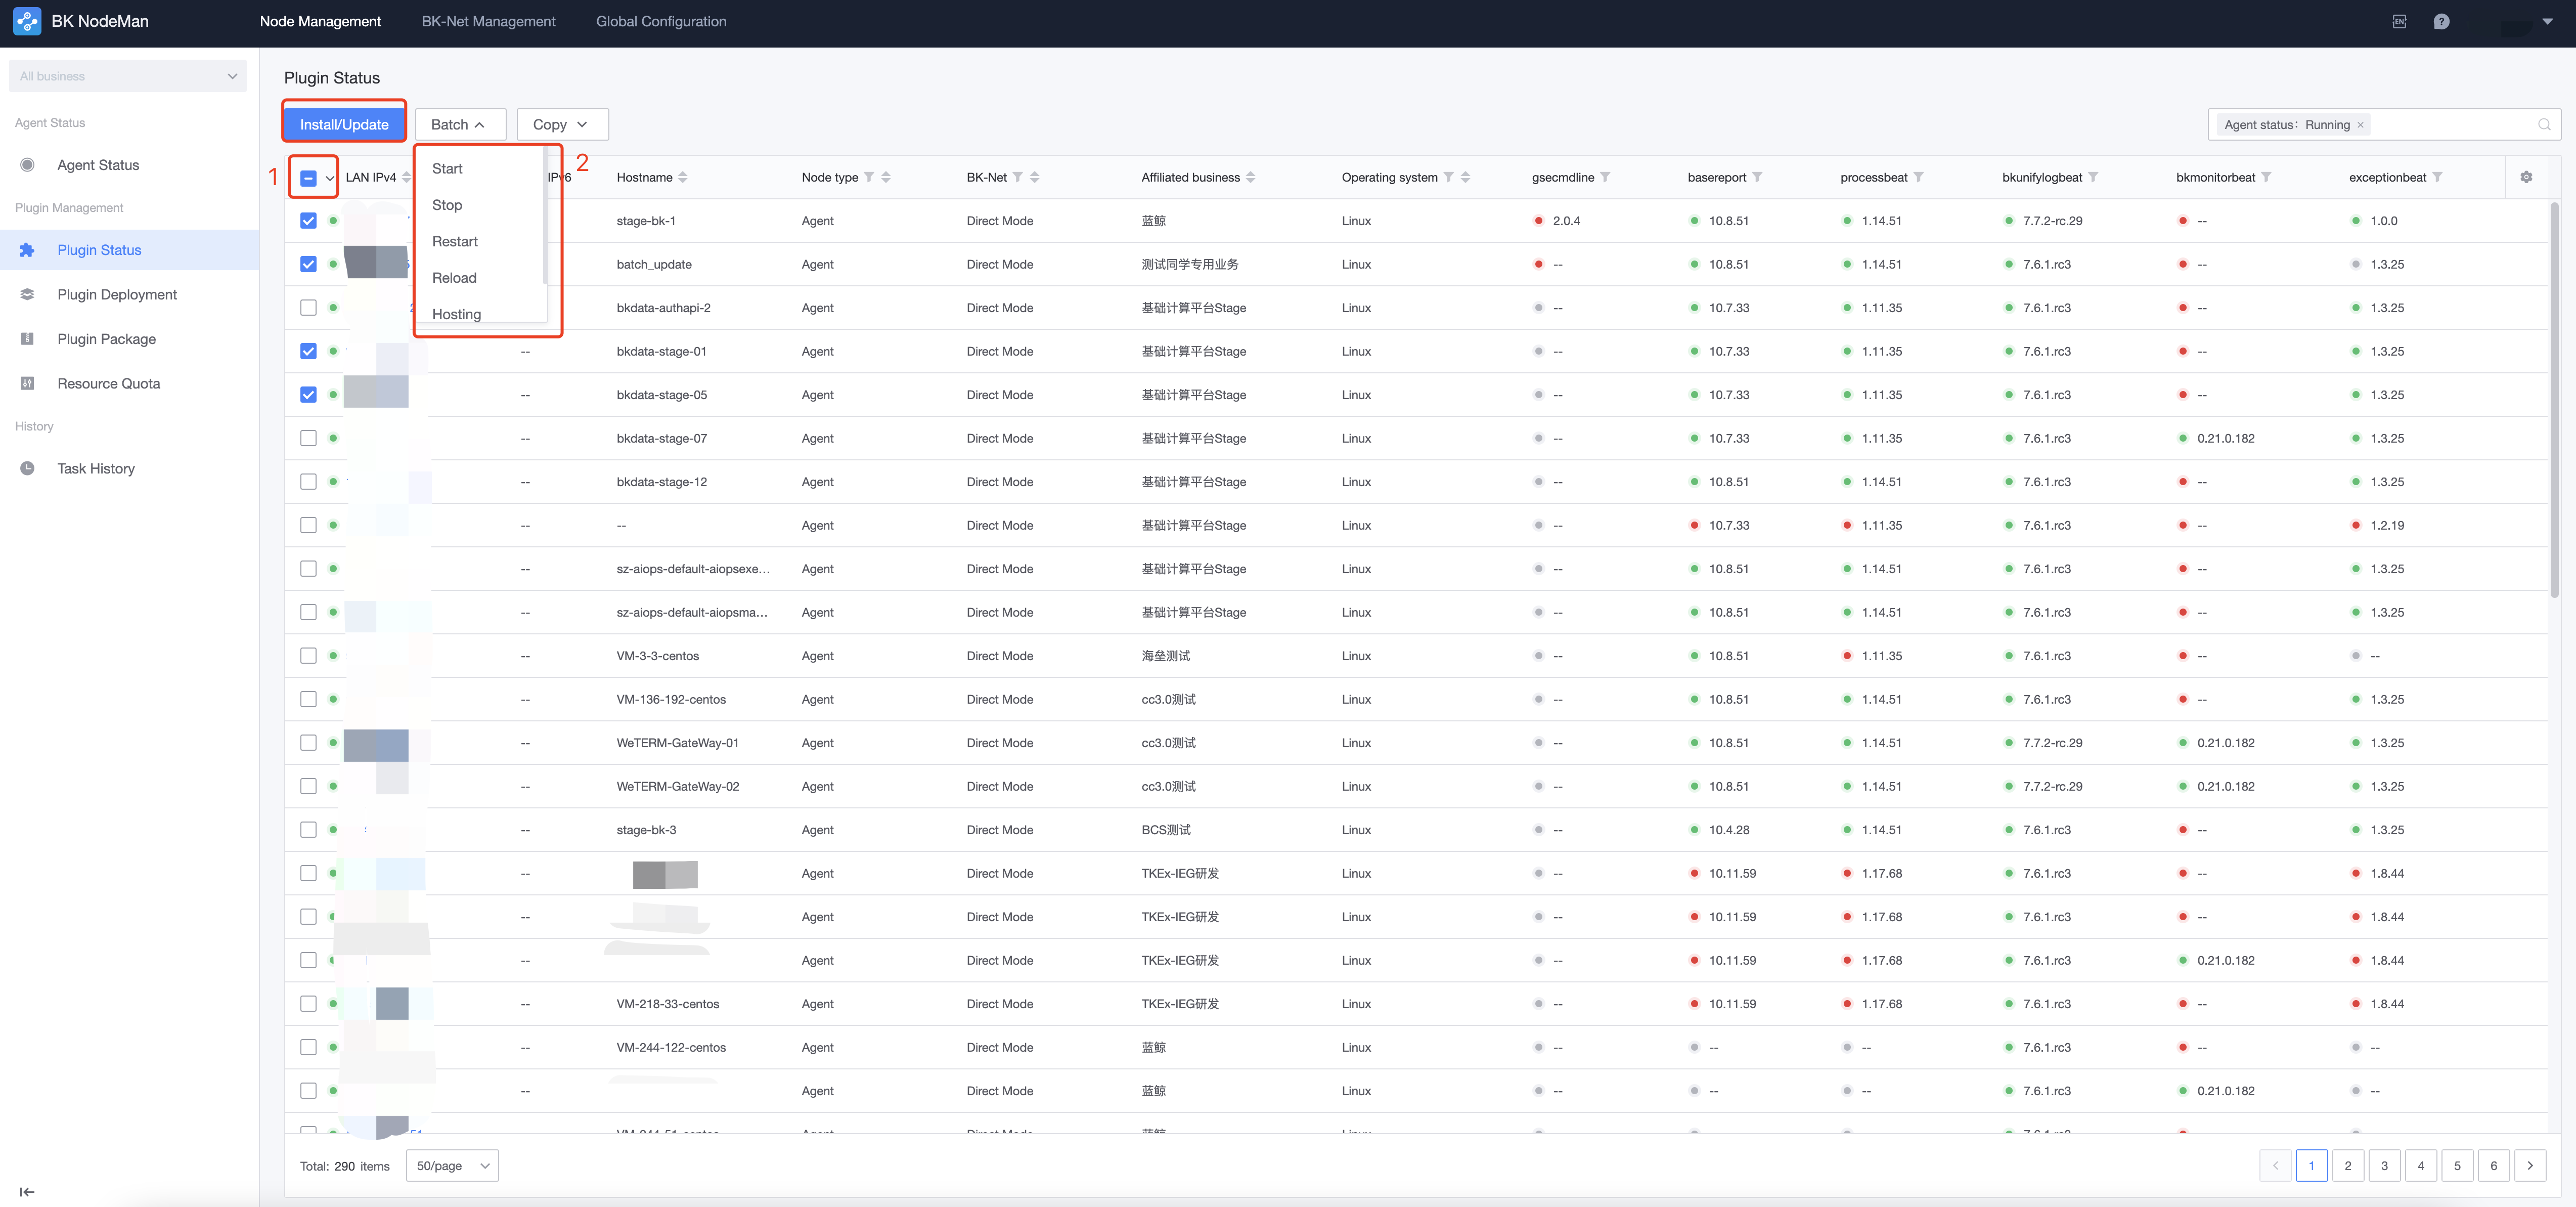 BK NodeMan Node Management BK-Net Management Global Configuration EN ?
All business
Agent Status
Agent Status
Plugin Management
Plugin Status
Plugin Deployment
Plugin Package
Resource Quota
History
Task History
Plugin Status
Install/Update Batch Copy Agent status: Running ×
1
2
Start
Stop
Restart
Reload
Hosting
LAN IPv4 IPv6 Hostname Node type BK-Net Affiliated business Operating system gsecmdline basereport processbeat bkunifylogbeat bkmonitorbeat exceptionbeat
stage-bk-1 Agent Direct Mode 蓝鲸 Linux 2.0.4 10.8.51 1.14.51 7.7.2-rc.29 -- 1.0.0
batch_update Agent Direct Mode 测试同学专用业务 Linux -- 10.8.51 1.14.51 7.6.1.rc3 -- 1.3.25
bkdata-authapi-2 Agent Direct Mode 基础计算平台Stage Linux -- 10.7.33 1.11.35 7.6.1.rc3 -- 1.3.25
-- bkdata-stage-01 Agent Direct Mode 基础计算平台Stage Linux -- 10.7.33 1.11.35 7.6.1.rc3 -- 1.3.25
-- bkdata-stage-05 Agent Direct Mode 基础计算平台Stage Linux -- 10.7.33 1.11.35 7.6.1.rc3 -- 1.3.25
-- bkdata-stage-07 Agent Direct Mode 基础计算平台Stage Linux -- 10.7.33 1.11.35 7.6.1.rc3 0.21.0.182 1.3.25
-- bkdata-stage-12 Agent Direct Mode 基础计算平台Stage Linux -- 10.8.51 1.14.51 7.6.1.rc3 -- 1.3.25
-- -- Agent Direct Mode 基础计算平台Stage Linux -- 10.7.33 1.11.35 7.6.1.rc3 -- 1.2.19
-- sz-aiops-default-aiopsexe... Agent Direct Mode 基础计算平台Stage Linux -- 10.8.51 1.14.51 7.6.1.rc3 -- 1.3.25
-- sz-aiops-default-aiopsma... Agent Direct Mode 基础计算平台Stage Linux -- 10.8.51 1.14.51 7.6.1.rc3 -- 1.3.25
-- VM-3-3-centos Agent Direct Mode 海垒测试 Linux -- 10.8.51 1.11.35 7.6.1.rc3 -- --
-- VM-136-192-centos Agent Direct Mode cc3.0测试 Linux -- 10.8.51 1.14.51 7.6.1.rc3 -- 1.3.25
-- WeTERM-GateWay-01 Agent Direct Mode cc3.0测试 Linux -- 10.8.51 1.14.51 7.7.2-rc.29 0.21.0.182 1.3.25
-- WeTERM-GateWay-02 Agent Direct Mode cc3.0测试 Linux -- 10.8.51 1.14.51 7.7.2-rc.29 0.21.0.182 1.3.25
-- stage-bk-3 Agent Direct Mode BCS测试 Linux -- 10.4.28 1.14.51 7.6.1.rc3 -- 1.3.25
-- Agent Direct Mode TKEx-IEG研发 Linux -- 10.11.59 1.17.68 7.6.1.rc3 -- 1.8.44
-- Agent Direct Mode TKEx-IEG研发 Linux -- 10.11.59 1.17.68 7.6.1.rc3 -- 1.8.44
-- Agent Direct Mode TKEx-IEG研发 Linux -- 10.11.59 1.17.68 7.6.1.rc3 0.21.0.182 1.8.44
-- VM-218-33-centos Agent Direct Mode TKEx-IEG研发 Linux -- 10.11.59 1.17.68 7.6.1.rc3 -- 1.8.44
-- VM-244-122-centos Agent Direct Mode 蓝鲸 Linux -- -- -- 7.6.1.rc3 -- --
-- Agent Direct Mode 蓝鲸 Linux -- -- -- 7.6.1.rc3 0.21.0.182 --
Total: 290 items 50/page 1 2 3 4 5 6